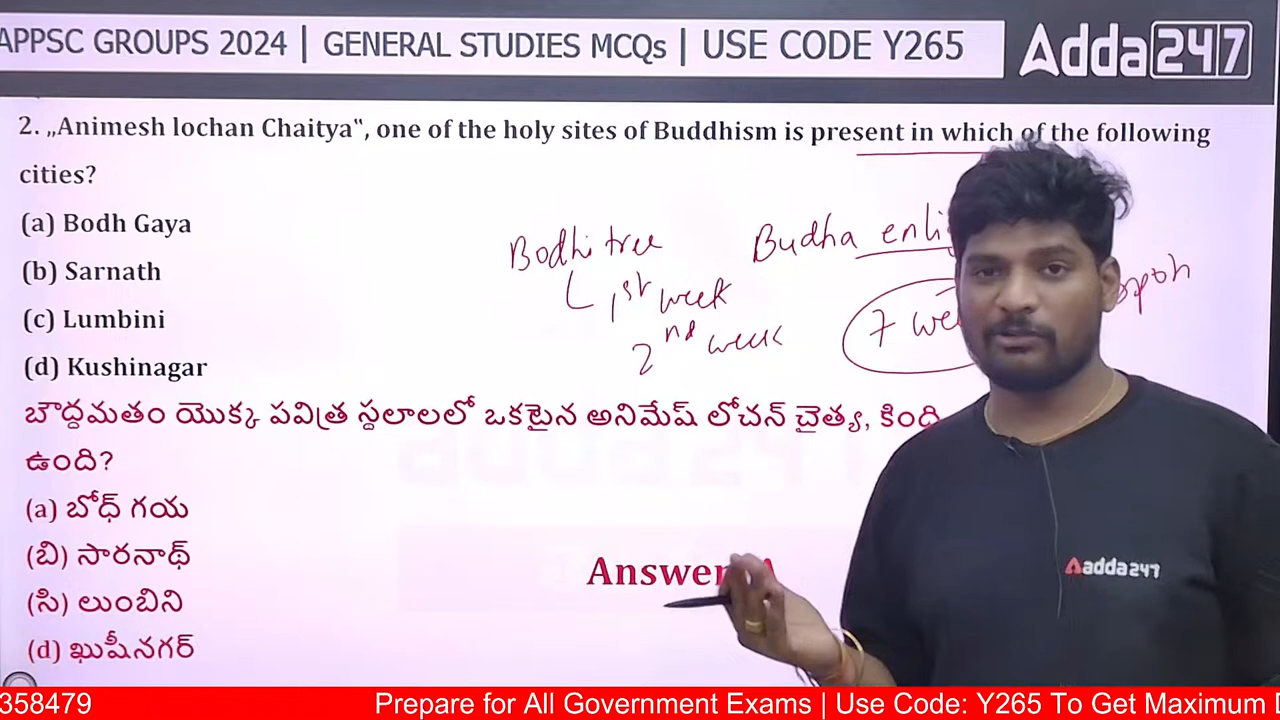 APPSC GROUPS 2024 | GENERAL STUDIES MCQs | USE CODE Y265
Adda247
2. „Animesh lochan Chaitya‟, one of the holy sites of Buddhism is present in which of the following
cities?
(a) Bodh Gaya
(b) Sarnath
(c) Lumbini
(d) Kushinagar
Bodhi tree
1st week
2nd week
Budha enli
7 we
బౌద్ధమతం యొక్క పవిత్ర స్థలాలలో ఒకటైన అనిమేష్ లోచన్ చైత్య, కింది
ఉంది?
(a) బోధ్ గయ
(బి) సారనాథ్
(సి) లుంబిని
(d) ఖుషీనగర్
Answer
adda247
358479
Prepare for All Government Exams | Use Code: Y265 To Get Maximum